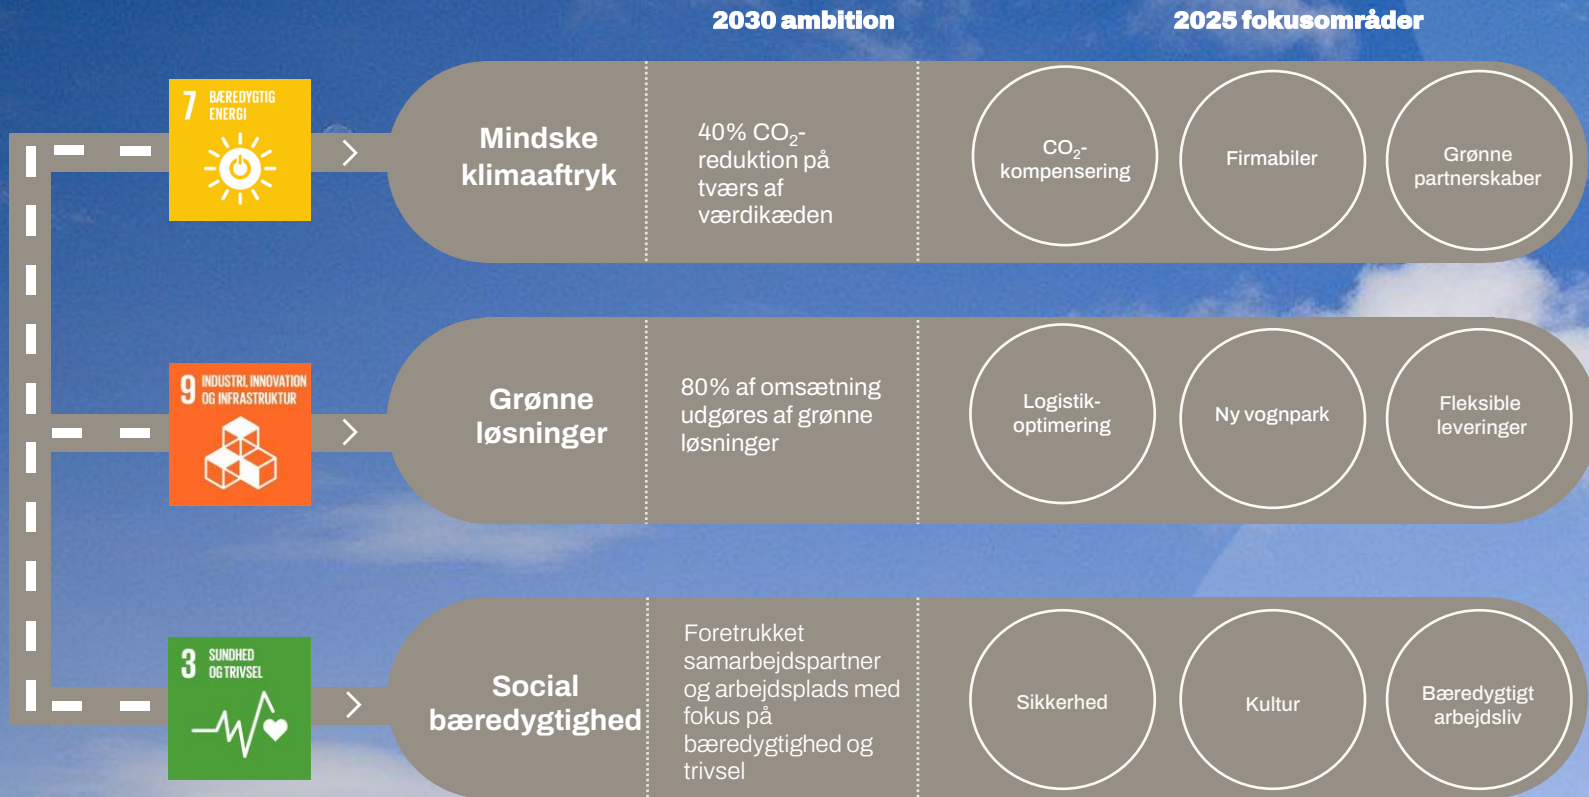 2030 ambition
2025 fokusområder
7 BÆREDYGTIG
ENERGI
Mindske
klimaaftryk
40% CO₂-
reduktion på
tværs af
værdikæden
CO₂-
kompensering
Firmabiler
Grønne
partnerskaber
9 INDUSTRI, INNOVATION
OG INFRASTRUKTUR
Grønne
løsninger
80% af omsætning
udgøres af grønne
løsninger
Logistik-
optimering
Ny vognpark
Fleksible
leveringer
3 SUNDHED
OG TRIVSEL
Social
bæredygtighed
Foretrukket
samarbejdspartner
og arbejdsplads med
fokus på
bæredygtighed og
trivsel
Sikkerhed
Kultur
Bæredygtigt
arbejdsliv